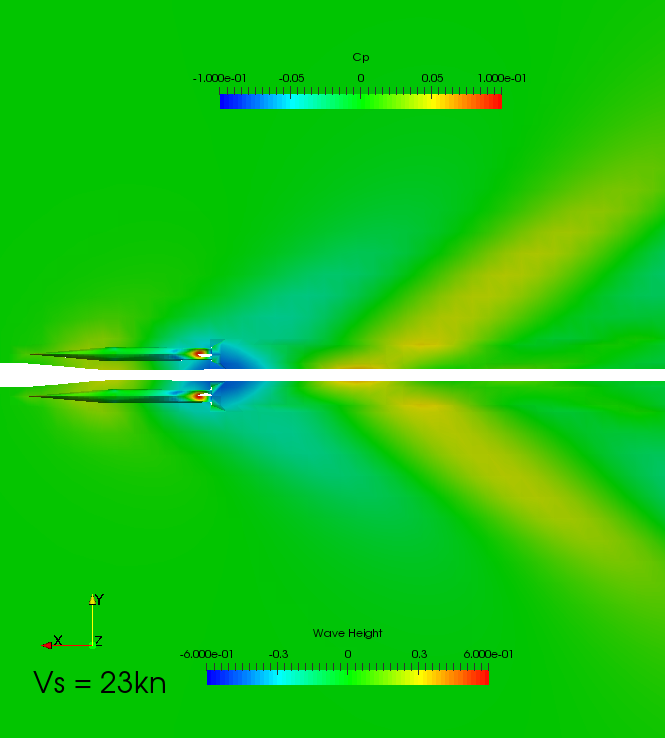 Cp
-1.000e-01 -0.05 0 0.05 1.000e-01
Wave Height
-6.000e-01 -0.3 0 0.3 6.000e-01
Y
X Z
Vs = 23kn